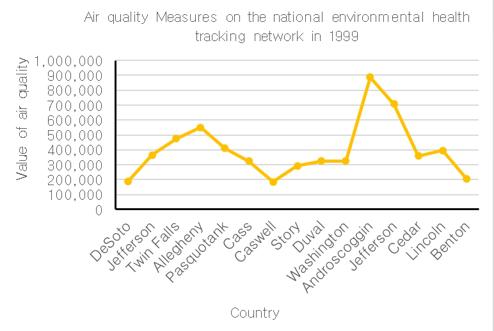 Air quality Measures on the national environmental health
tracking network in 1999
Value of air quality
1,000,000
900,000
800,000
700,000
600,000
500,000
400,000
300,000
200,000
100,000
0
DeSoto
Jefferson
Twin Falls
Allegheny
Pasquotank
Cass
Caswell
Story
Duval
Washington
Androscoggin
Jefferson
Cedar
Lincoln
Benton
Country